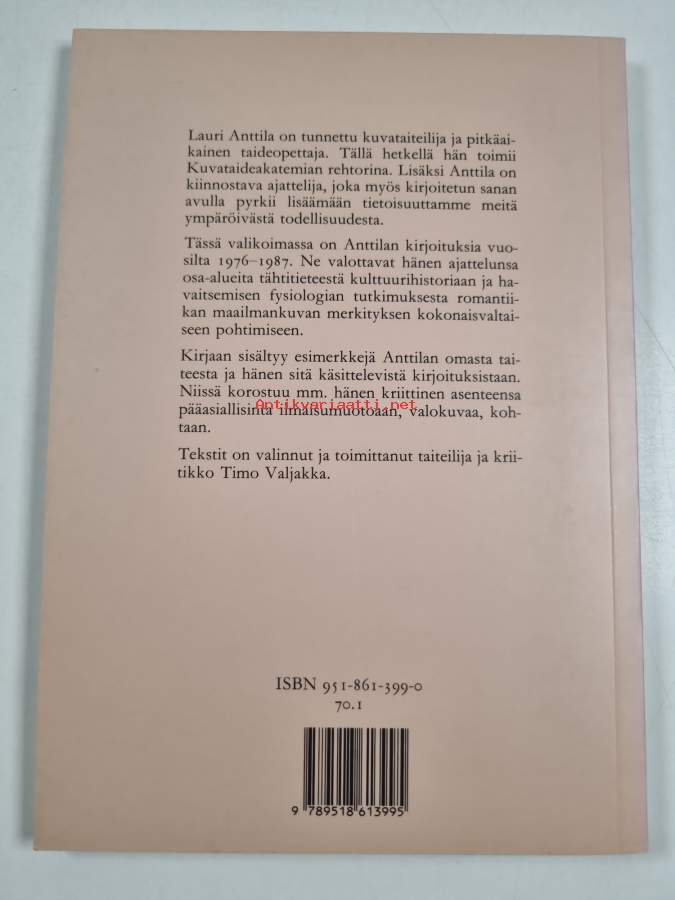 Lauri Anttila on tunnettu kuvataiteilija ja pitkäai-
kainen taideopettaja. Tällä hetkellä hän toimii
Kuvataideakatemian rehtorina. Lisäksi Anttila on
kiinnostava ajattelija, joka myös kirjoitetun sanan
avulla pyrkii lisäämään tietoisuuttamme meitä
ympäröivästä todellisuudesta.
Tässä valikoimassa on Anttilan kirjoituksia vuo-
silta 1976–1987. Ne valottavat hänen ajattelunsa
osa-alueita tähtitieteestä kulttuurihistoriaan ja ha-
vaitsemisen fysiologian tutkimuksesta romantii-
kan maailmankuvan merkityksen kokonaisvaltai-
seen pohtimiseen.
Kirjaan sisältyy esimerkkejä Anttilan omasta tai-
teesta ja hänen sitä käsittelevistä kirjoituksistaan.
Niissä korostuu mm. hänen kriittinen asenteensa
pääasiallisinta ilmaisumuotoaan, valokuvaa, koh-
taan.
Antikvariaatti.net
Tekstit on valinnut ja toimittanut taiteilija ja krii-
tikko Timo Valjakka.
ISBN 951-861-399-0
70.1
9 789518 613995